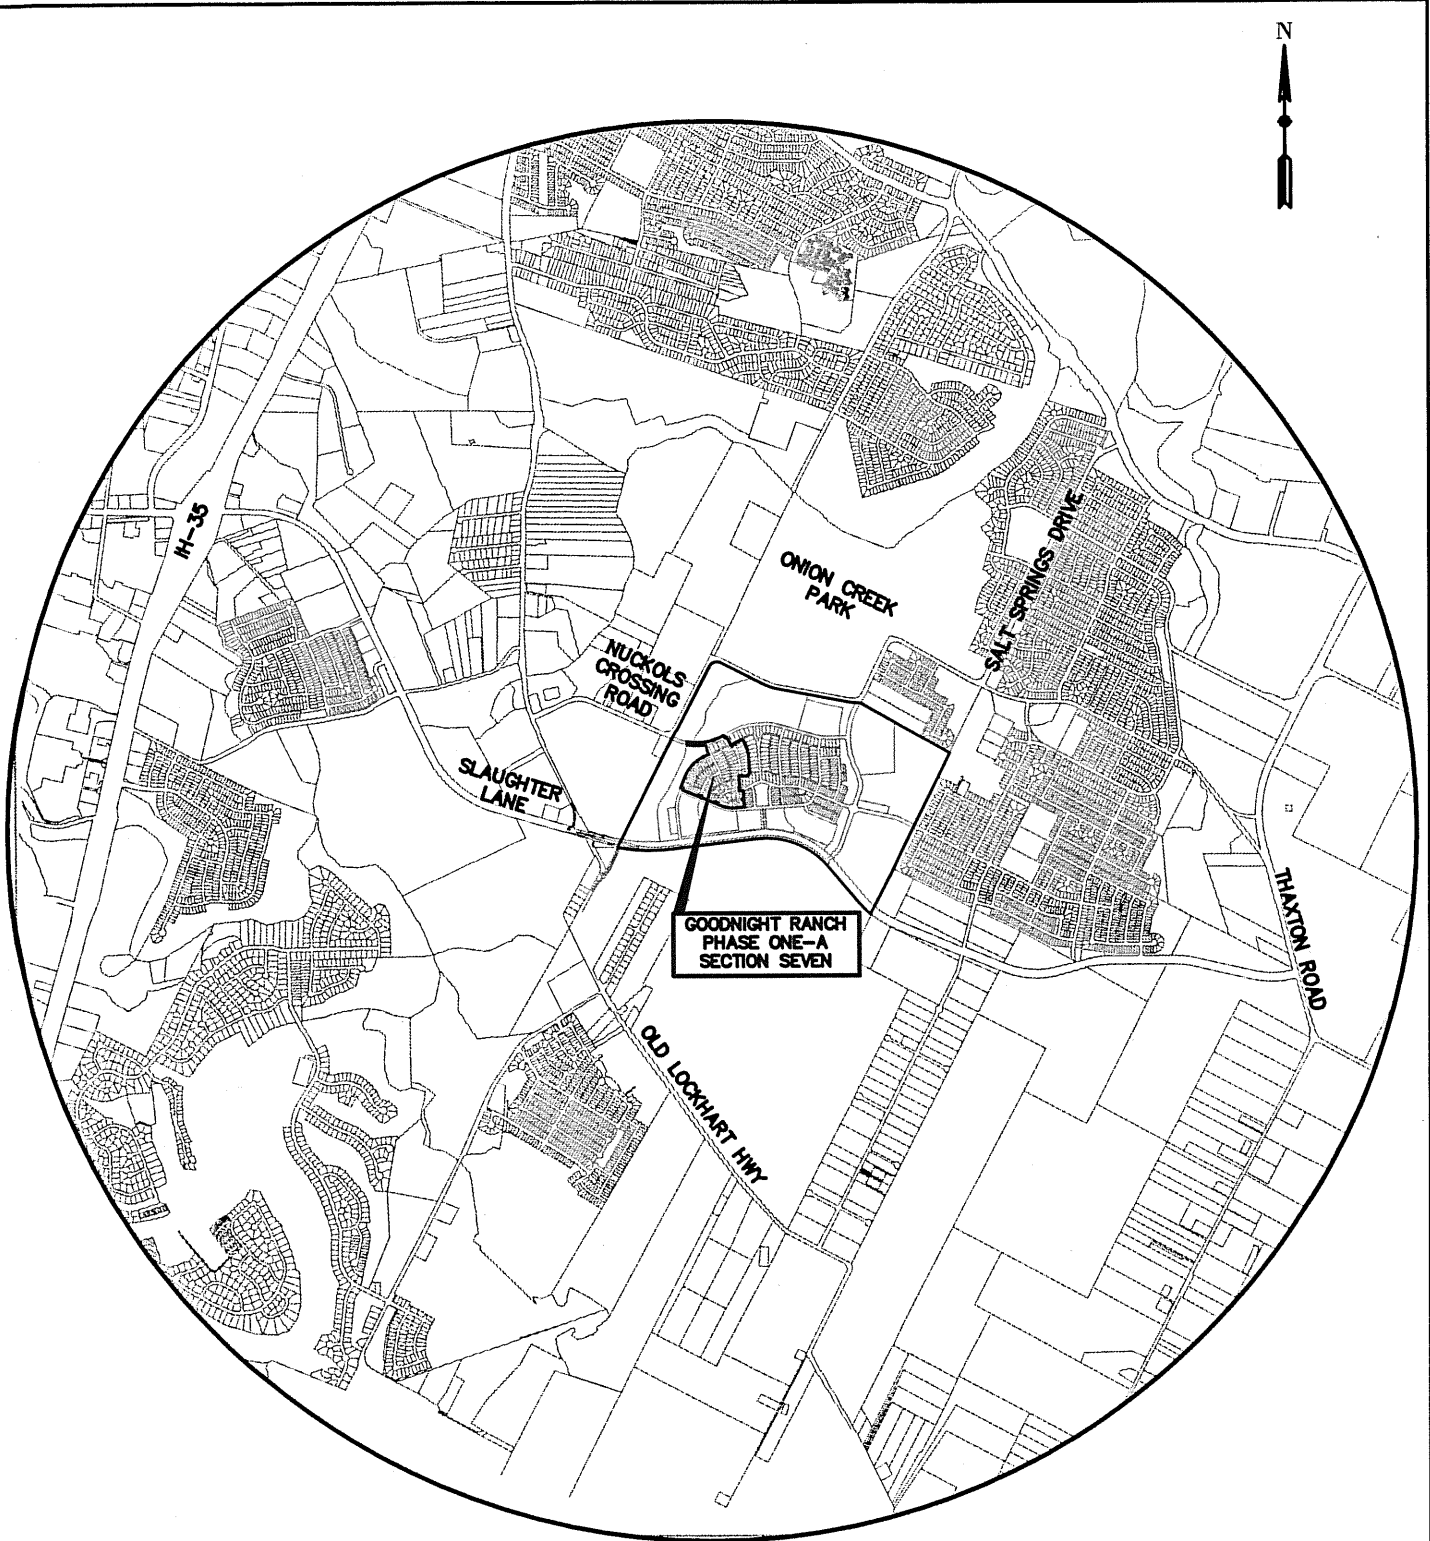 N
IH-35
ONION CREEK
PARK
SALT SPRINGS DRIVE
NUCKOLS
CROSSING
ROAD
SLAUGHTER
LANE
GOODNIGHT RANCH
PHASE ONE-A
SECTION SEVEN
THAXTON ROAD
OLD LOCKHART HWY